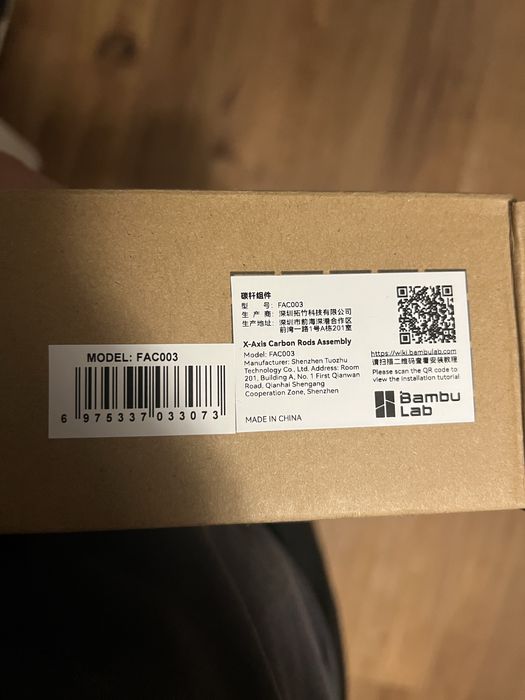 MODEL: FAC003
6 975337 033073
碳杆组件
型 号: FAC003
生 产 商: 深圳拓竹科技有限公司
生产地址: 深圳市前海深港合作区
前湾一路1号A栋201室
X-Axis Carbon Rods Assembly
Model: FAC003
Manufacturer: Shenzhen Tuozhu
Technology Co., Ltd. Address: Room
201, Building A, No. 1 First Qianwan
Road, Qianhai Shengang
Cooperation Zone, Shenzhen
MADE IN CHINA
https://wiki.bambulab.com
请扫描二维码查看安装教程
Please scan the QR code to
view the installation tutorial
Bambu
Lab